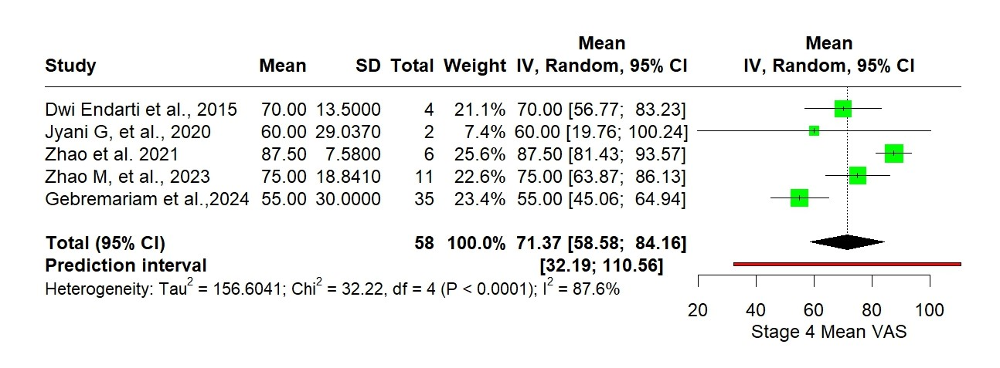 Mean Mean
Study Mean SD Total Weight IV, Random, 95% CI IV, Random, 95% CI
Dwi Endarti et al., 2015 70.00 13.5000 4 21.1% 70.00 [56.77; 83.23]
Jyani G, et al., 2020 60.00 29.0370 2 7.4% 60.00 [19.76; 100.24]
Zhao et al. 2021 87.50 7.5800 6 25.6% 87.50 [81.43; 93.57]
Zhao M, et al., 2023 75.00 18.8410 11 22.6% 75.00 [63.87; 86.13]
Gebremariam et al.,2024 55.00 30.0000 35 23.4% 55.00 [45.06; 64.94]
Total (95% CI) 58 100.0% 71.37 [58.58; 84.16]
Prediction interval [32.19; 110.56]
Heterogeneity: Tau² = 156.6041; Chi² = 32.22, df = 4 (P < 0.0001); I² = 87.6%
20 40 60 80 100
Stage 4 Mean VAS